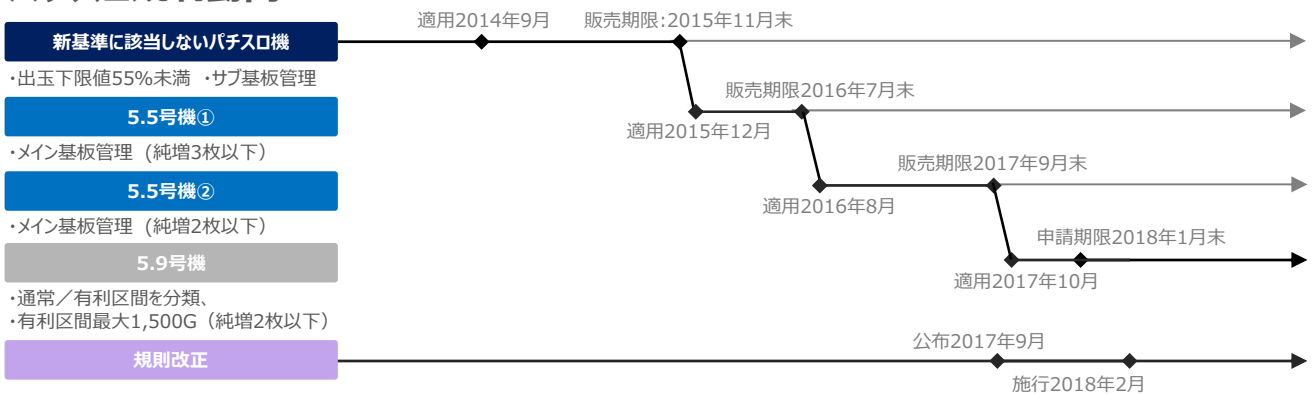 適用2014年9月
販売期限:2015年11月末
新基準に該当しないパチスロ機
・出玉下限値55%未満 ・サブ基板管理
販売期限2016年7月末
5.5号機①
適用2015年12月
・メイン基板管理 (純増3枚以下)
販売期限2017年9月末
5.5号機②
適用2016年8月
・メイン基板管理 (純増2枚以下)
申請期限2018年1月末
5.9号機
適用2017年10月
・通常/有利区間を分類、
・有利区間最大1,500G(純増2枚以下)
公布2017年9月
規則改正
施行2018年2月